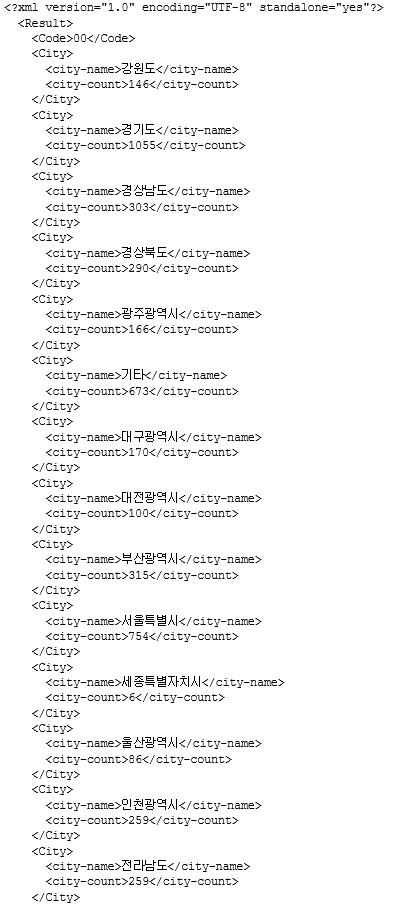 <?xml version="1.0" encoding="UTF-8" standalone="yes"?>
<Result>
<Code>00</Code>
<City>
<city-name>강원도</city-name>
<city-count>146</city-count>
</City>
<City>
<city-name>경기도</city-name>
<city-count>1055</city-count>
</City>
<City>
<city-name>경상남도</city-name>
<city-count>303</city-count>
</City>
<City>
<city-name>경상북도</city-name>
<city-count>290</city-count>
</City>
<City>
<city-name>광주광역시</city-name>
<city-count>166</city-count>
</City>
<City>
<city-name>기타</city-name>
<city-count>673</city-count>
</City>
<City>
<city-name>대구광역시</city-name>
<city-count>170</city-count>
</City>
<City>
<city-name>대전광역시</city-name>
<city-count>100</city-count>
</City>
<City>
<city-name>부산광역시</city-name>
<city-count>315</city-count>
</City>
<City>
<city-name>서울특별시</city-name>
<city-count>754</city-count>
</City>
<City>
<city-name>세종특별자치시</city-name>
<city-count>6</city-count>
</City>
<City>
<city-name>울산광역시</city-name>
<city-count>86</city-count>
</City>
<City>
<city-name>인천광역시</city-name>
<city-count>259</city-count>
</City>
<City>
<city-name>전라남도</city-name>
<city-count>259</city-count>
</City>